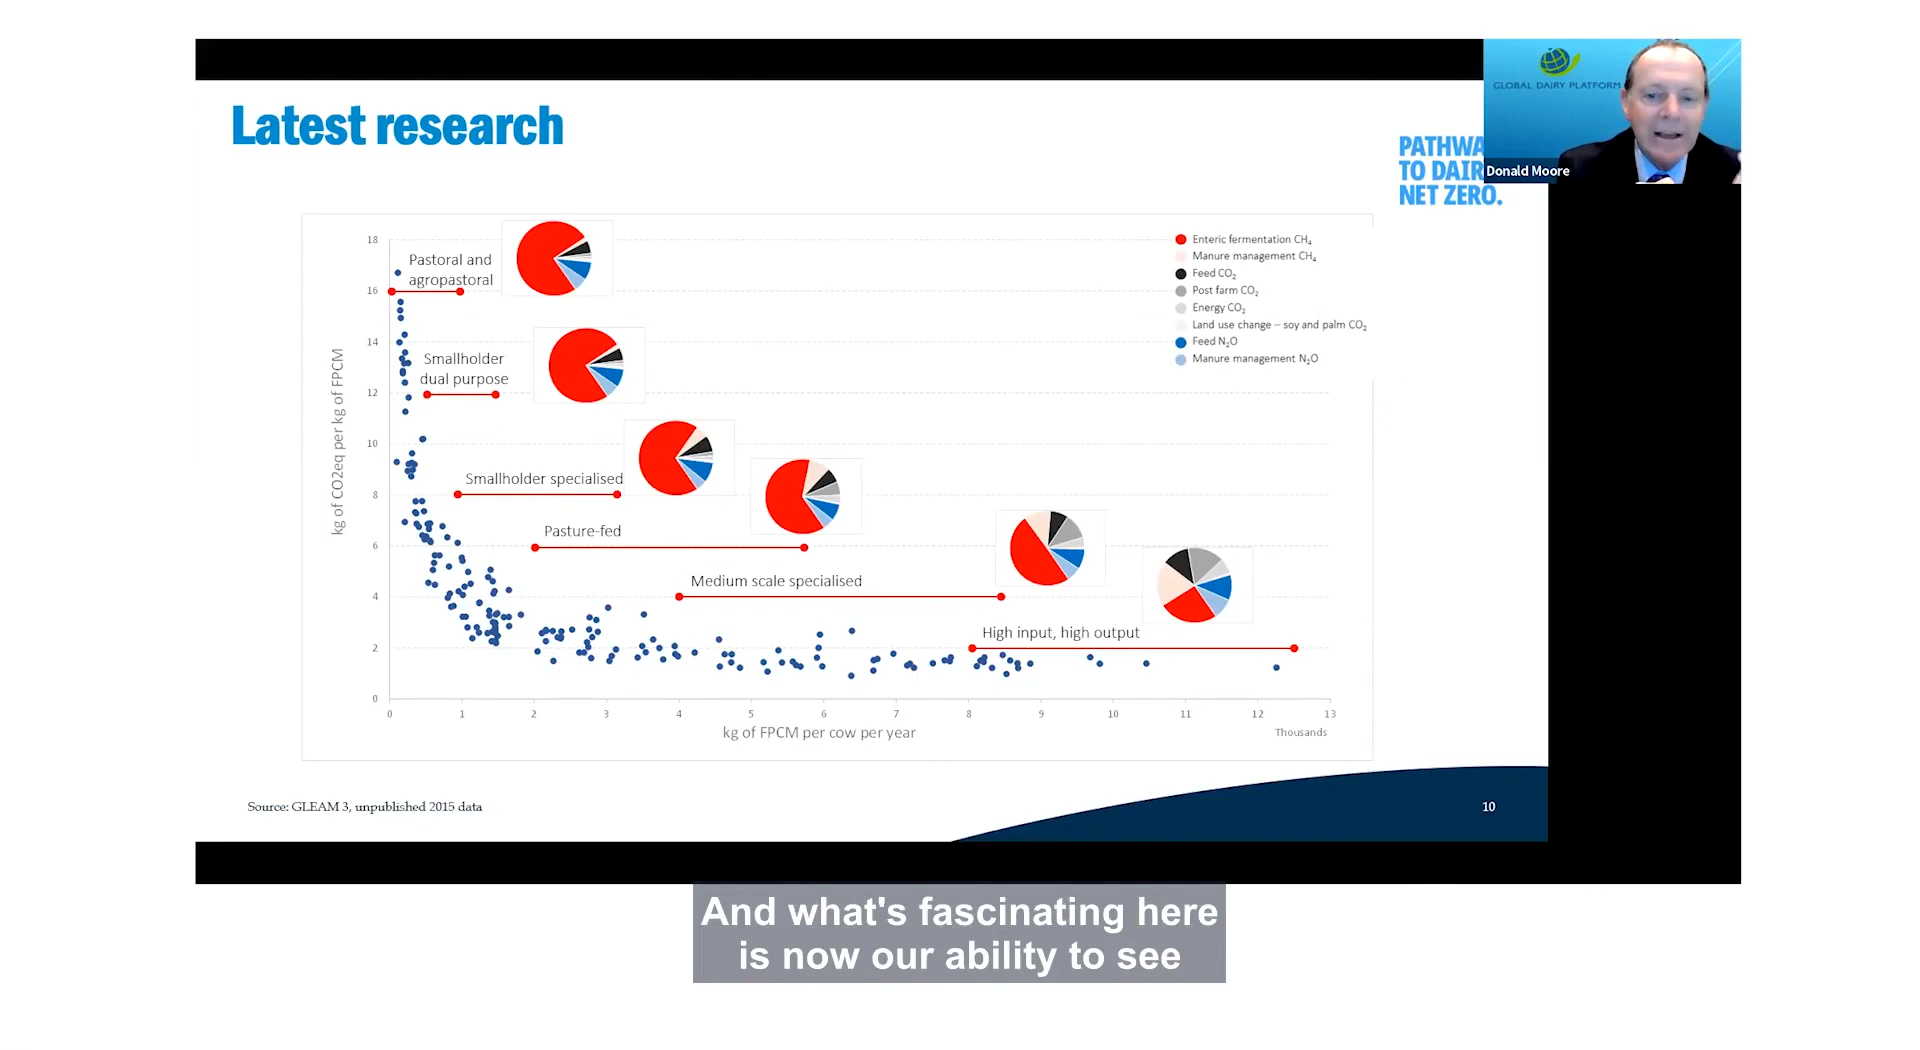 GLOBAL DAIRY PLATFORM
Donald Moore
Latest research
PATHWA
TO DAIR
NET ZERO.
Enteric fermentation CH4
Manure management CH4
Feed CO2
Post farm CO2
Energy CO2
Land use change – soy and palm CO2
Feed N2O
Manure management N2O
kg of CO2eq per kg of FPCM
18
16
14
12
10
8
6
4
2
0
Pastoral and
agropastoral
Smallholder
dual purpose
Smallholder specialised
Pasture-fed
Medium scale specialised
High input, high output
0 1 2 3 4 5 6 7 8 9 10 11 12 13
kg of FPCM per cow per year
Thousands
Source: GLEAM 3, unpublished 2015 data
10
And what's fascinating here
is now our ability to see